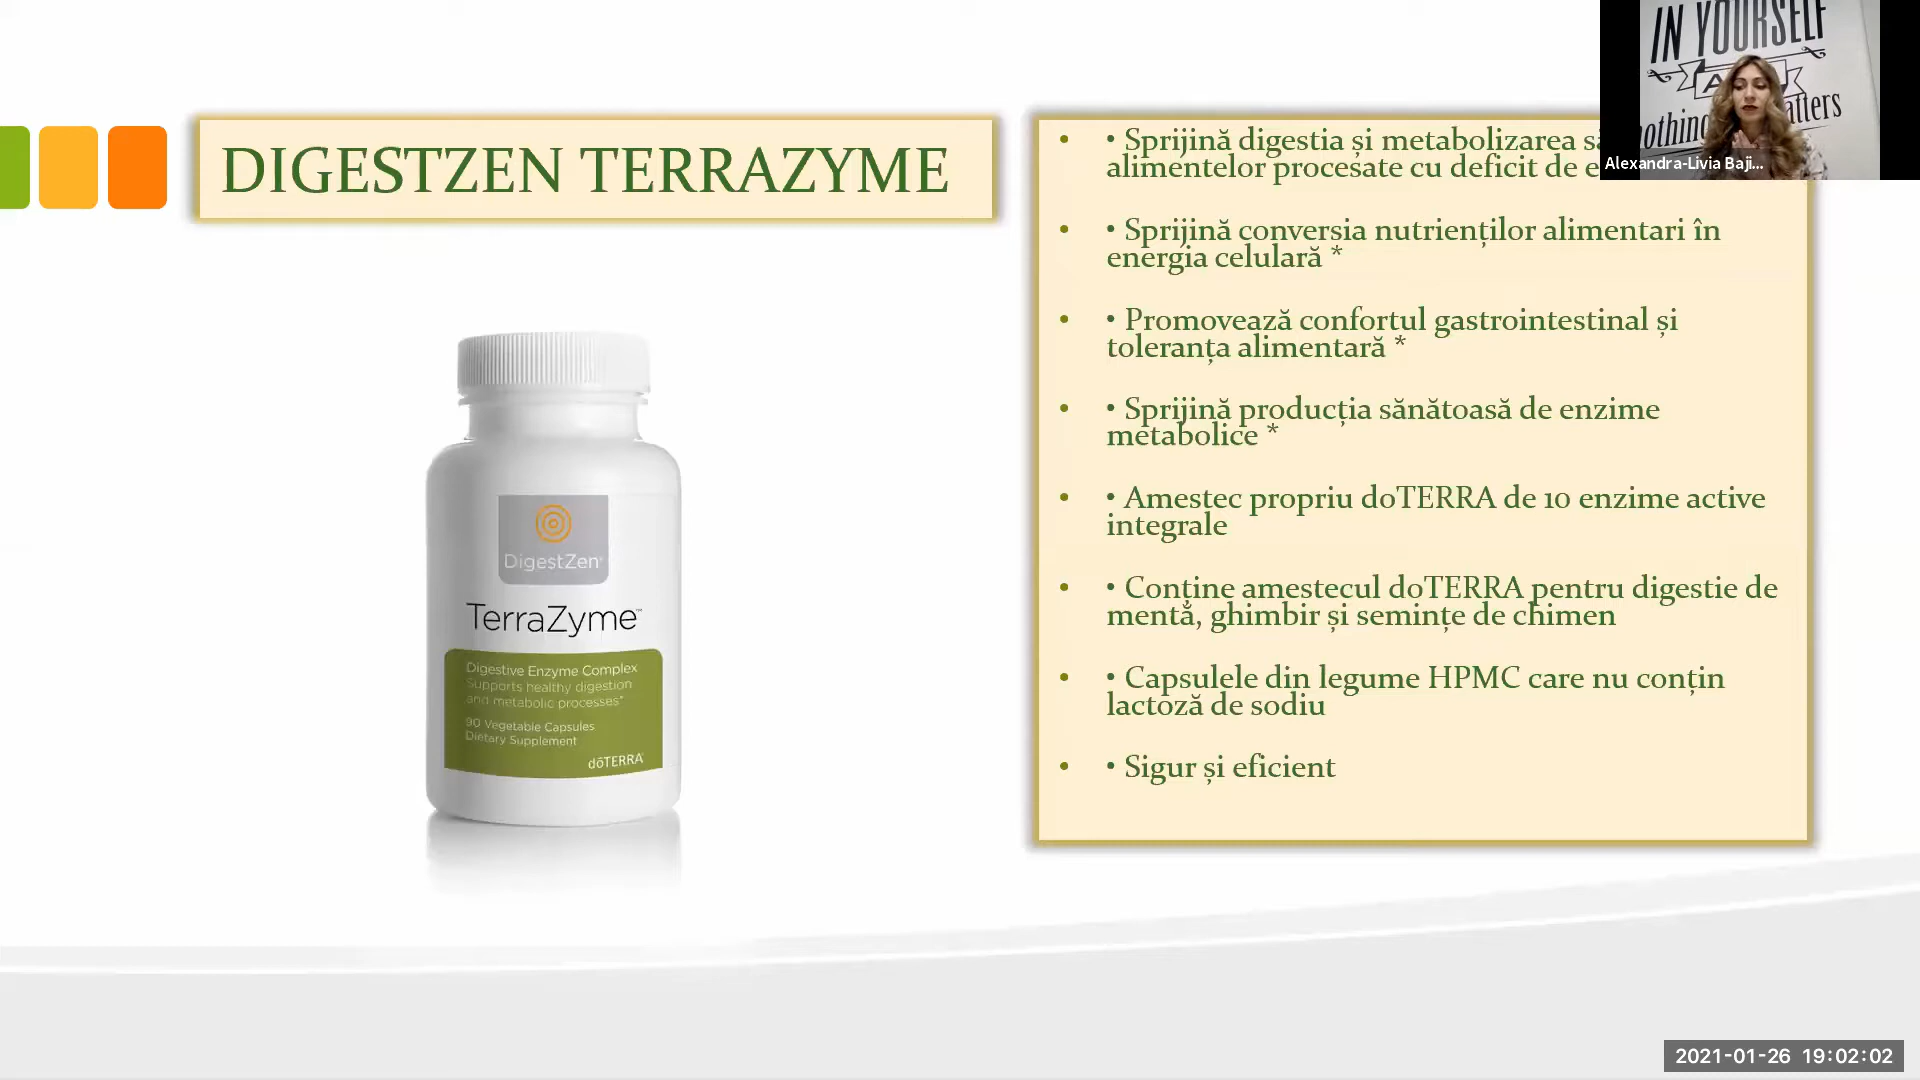 DIGESTZEN TERRAZYME
• • Sprijină digestia și metabolizarea
alimentelor procesate cu deficit de
• • Sprijină conversia nutrienților alimentari în
energia celulară *
• • Promovează confortul gastrointestinal și
toleranța alimentară *
• • Sprijină producția sănătoasă de enzime
metabolice *
• • Amestec propriu doTERRA de 10 enzime active
integrale
• • Conține amestecul doTERRA pentru digestie de
mentă, ghimbir și semințe de chimen
• • Capsulele din legume HPMC care nu conțin
lactoză de sodiu
• • Sigur și eficient
DigestZen
TerraZyme™
Digestive Enzyme Complex
Supports healthy digestion
and metabolic processes*
90 Vegetable Capsules
Dietary Supplement
dōTERRA
IN YOURSELF
Alexandra-Livia Baji...
2021-01-26 19:02:02